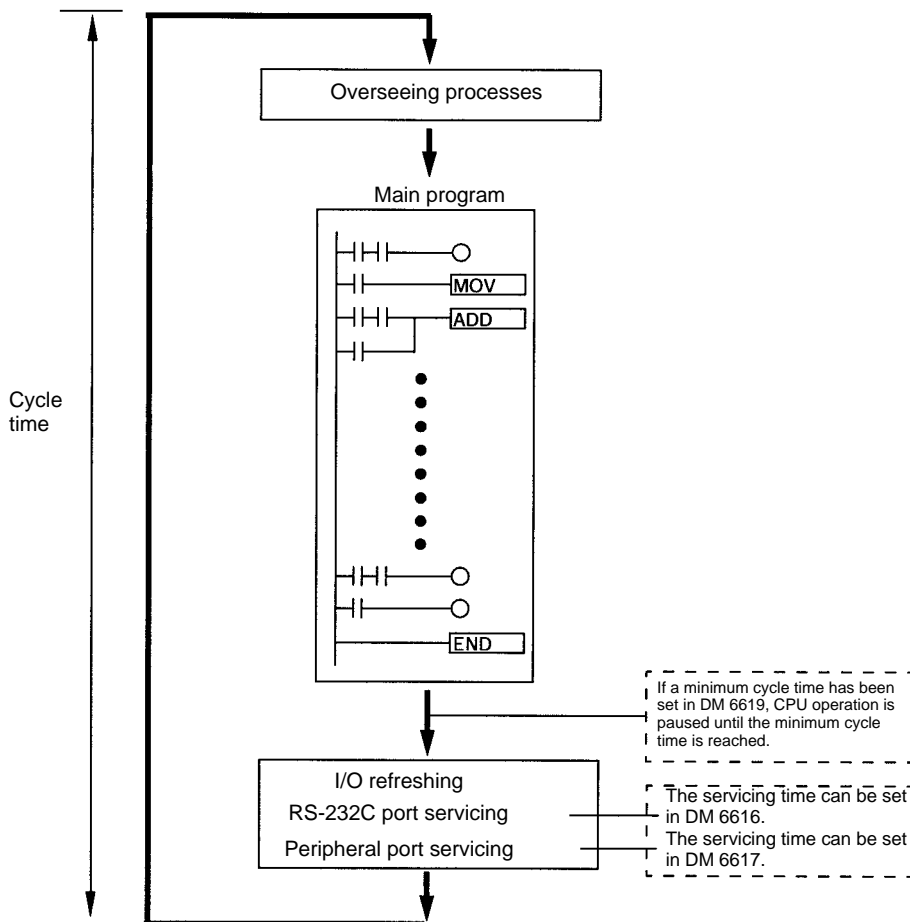 Overseeing processes
Main program
MOV
ADD
Cycle
time
END
If a minimum cycle time has been
set in DM 6619, CPU operation is
paused until the minimum cycle
time is reached.
I/O refreshing
RS-232C port servicing
Peripheral port servicing
The servicing time can be set
in DM 6616.
The servicing time can be set
in DM 6617.